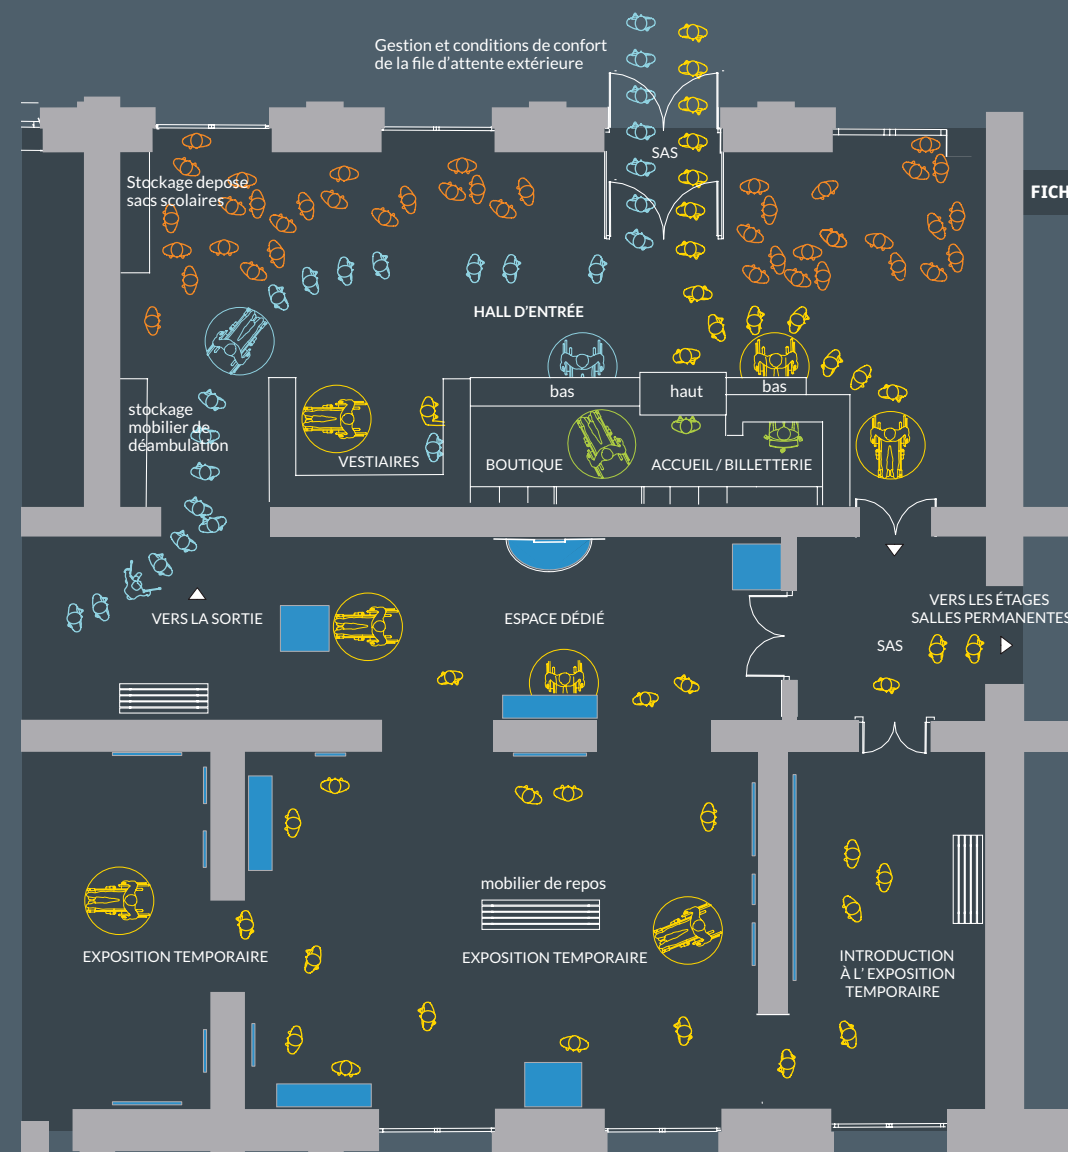 Gestion et conditions de confort
de la file d'attente extérieure
SAS
Stockage depose
sacs scolaires
FICH
HALL D'ENTRÉE
bas
haut
bas
stockage
mobilier de
déambulation
VESTIAIRES
BOUTIQUE
ACCUEIL / BILLETTERIE
VERS LA SORTIE
ESPACE DÉDIÉ
VERS LES ÉTAGES
SALLES PERMANENTES
SAS
mobilier de repos
EXPOSITION TEMPORAIRE
EXPOSITION TEMPORAIRE
INTRODUCTION
À L' EXPOSITION
TEMPORAIRE